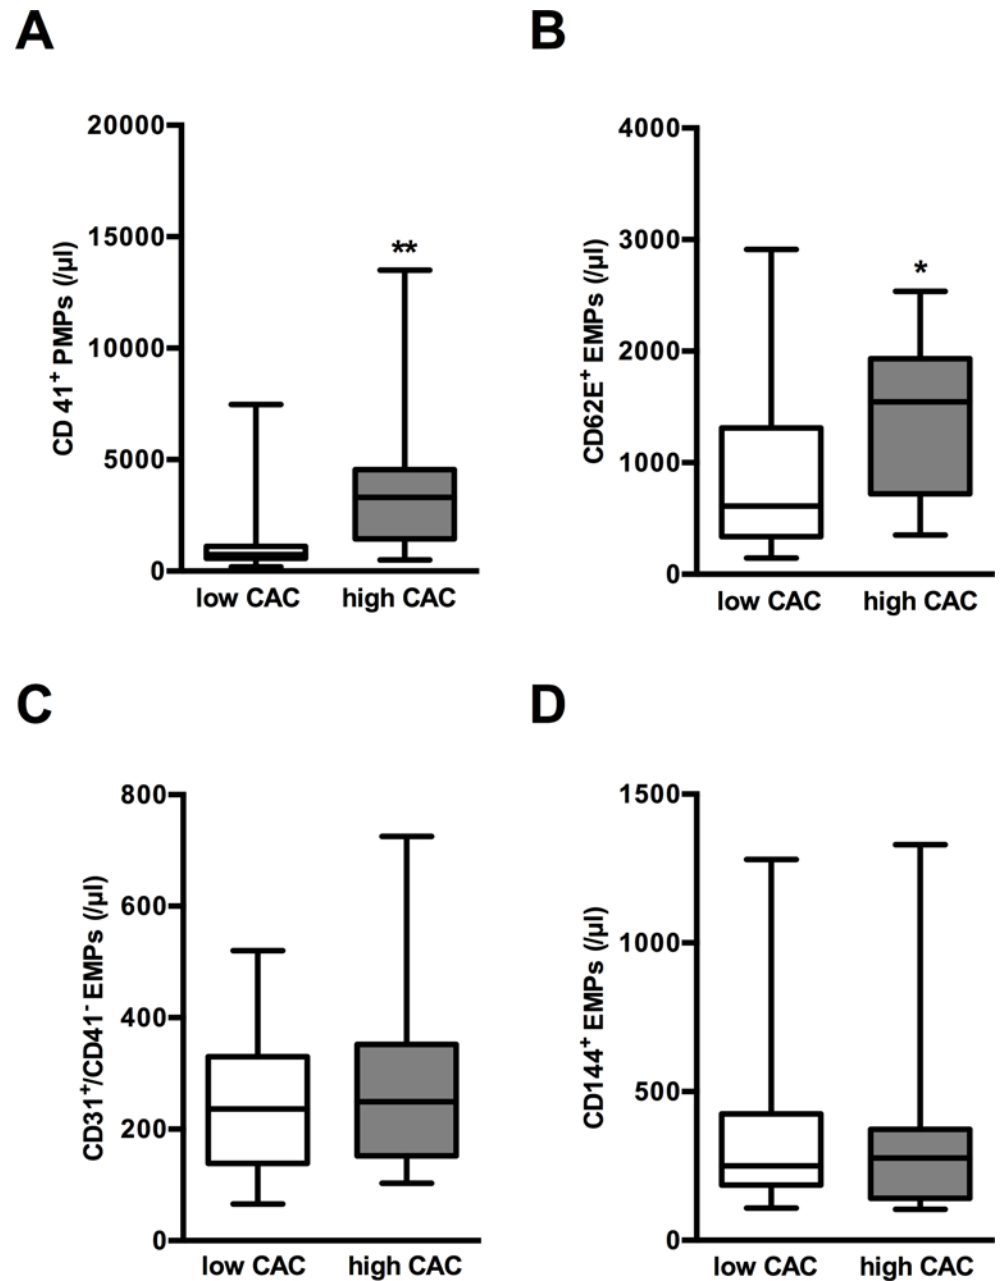 A
CD 41⁺ PMPs (/µl)
20000
15000
10000
5000
0
**
low CAC high CAC
B
CD62E⁺ EMPs (/µl)
4000
3000
2000
1000
0
*
low CAC high CAC
C
CD31⁺/CD41⁻ EMPs (/µl)
800
600
400
200
0
low CAC high CAC
D
CD144⁺ EMPs (/µl)
1500
1000
500
0
low CAC high CAC